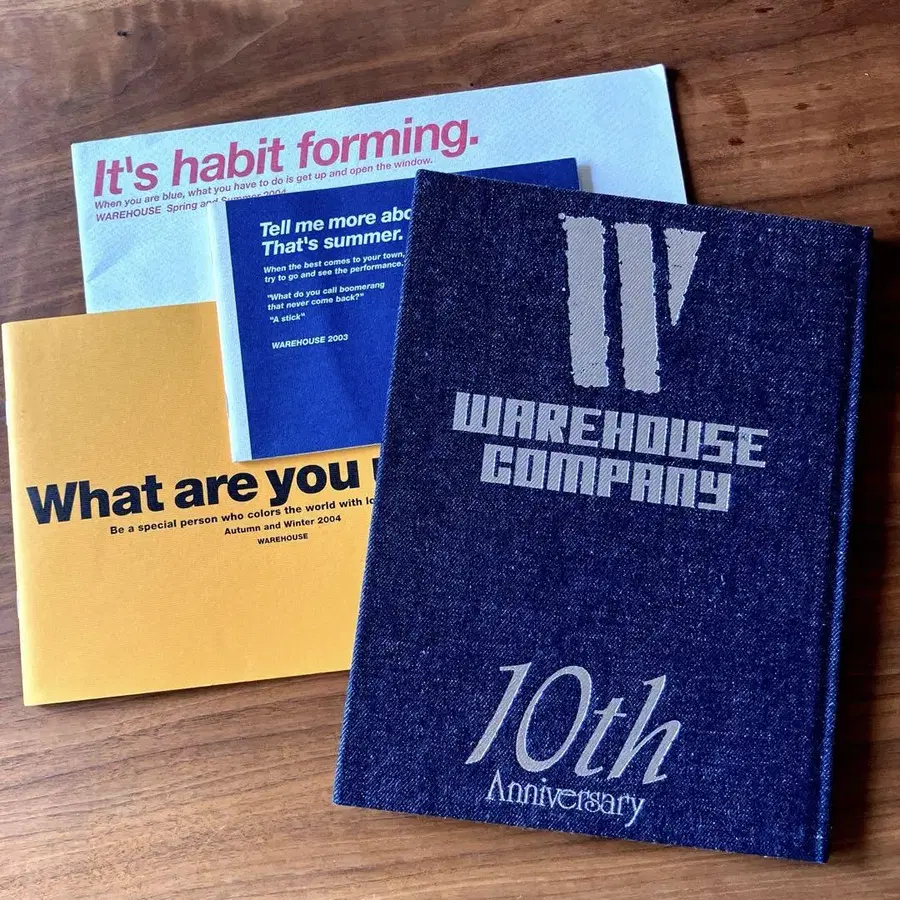 It's habit forming.
When you are blue, what you have to do is get up and open the window.
WAREHOUSE Spring and Summer 2004
Tell me more
That's summer.
When the best comes to your town,
try to go and see the performance.
"What do you call boomerang
that never come back?"
"A stick"
WAREHOUSE 2003
What are you
Be a special person who colors the world with
Autumn and Winter 2004
WAREHOUSE
W
WAREHOUSE
COMPANY
10th
Anniversary